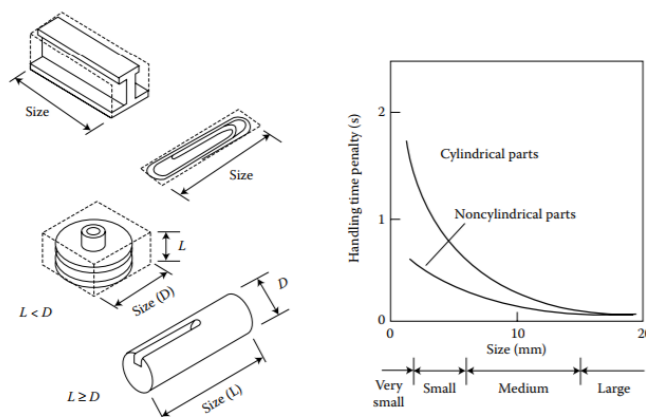 Size
Size
L
Size (D)
L < D
D
Size (L)
L ≥ D
Handling time penalty (s)
2
1
0
Cylindrical parts
Noncylindrical parts
0
10
20
Size (mm)
Very
small
Small
Medium
Large